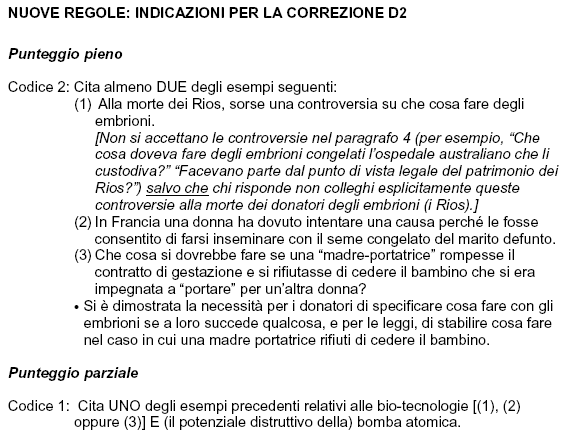 NUOVE REGOLE: INDICAZIONI PER LA CORREZIONE D2
Punteggio pieno
Codice 2: Cita almeno DUE degli esempi seguenti:
(1) Alla morte dei Rios, sorse una controversia su che cosa fare degli
embrioni.
[Non si accettano le controversie nel paragrafo 4 (per esempio, “Che
cosa doveva fare degli embrioni congelati l’ospedale australiano che li
custodiva?” “Facevano parte dal punto di vista legale del patrimonio dei
Rios?”) salvo che chi risponde non colleghi esplicitamente queste
controversie alla morte dei donatori degli embrioni (i Rios).]
(2) In Francia una donna ha dovuto intentare una causa perché le fosse
consentito di farsi inseminare con il seme congelato del marito defunto.
(3) Che cosa si dovrebbe fare se una “madre-portatrice” rompesse il
contratto di gestazione e si rifiutasse di cedere il bambino che si era
impegnata a “portare” per un’altra donna?
• Si è dimostrata la necessità per i donatori di specificare cosa fare con gli
embrioni se a loro succede qualcosa, e per le leggi, di stabilire cosa fare
nel caso in cui una madre portatrice rifiuti di cedere il bambino.
Punteggio parziale
Codice 1: Cita UNO degli esempi precedenti relativi alle bio-tecnologie [(1), (2)
oppure (3)] E (il potenziale distruttivo della) bomba atomica.